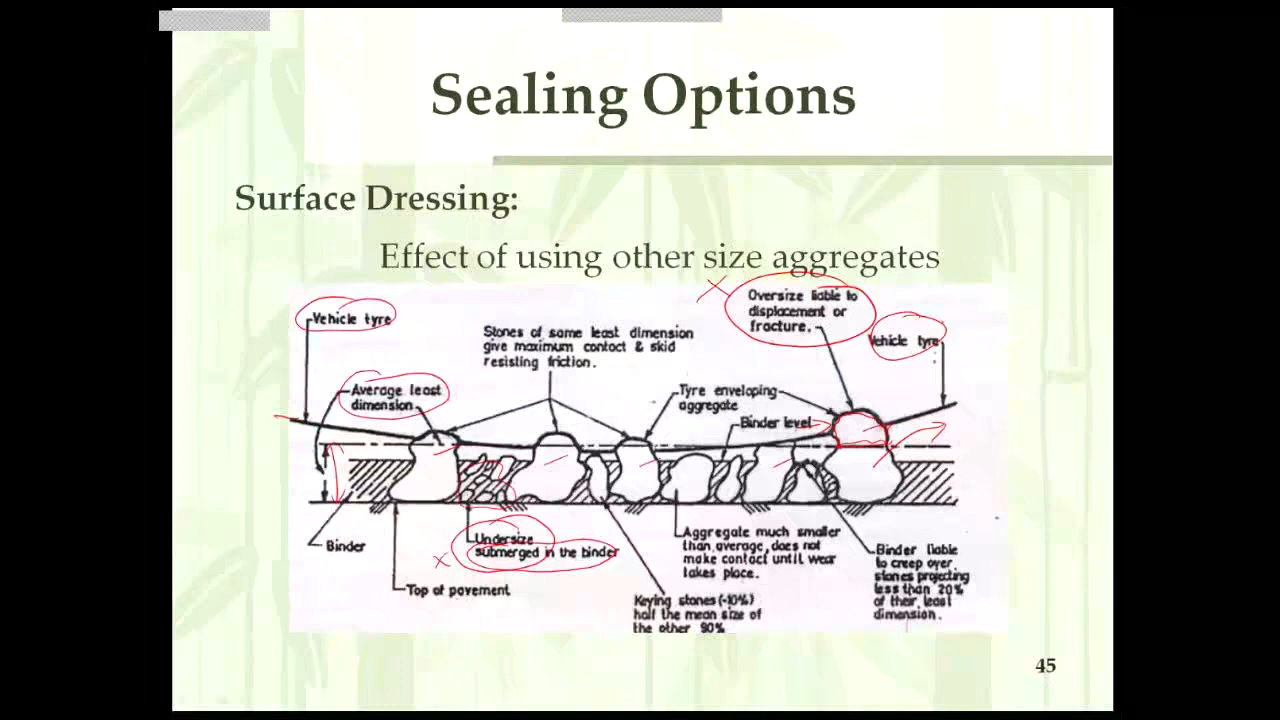 Sealing Options
Surface Dressing:
Effect of using other size aggregates
Oversize liable to
displacement or
fracture.
Vehicle tyre
Stones of same least dimension
give maximum contact & skid
resisting friction.
Vehicle tyre
Average least
dimension
Tyre enveloping
aggregate
Binder level
Undersize
submerged in the binder
Binder
Aggregate much smaller
than average, does not
make contact until wear
takes place.
Binder liable
to creep over
stones projecting
less than 20%
of their least
dimension.
Top of pavement
Keying stones (~10%)
half the mean size of
the other 90%
45